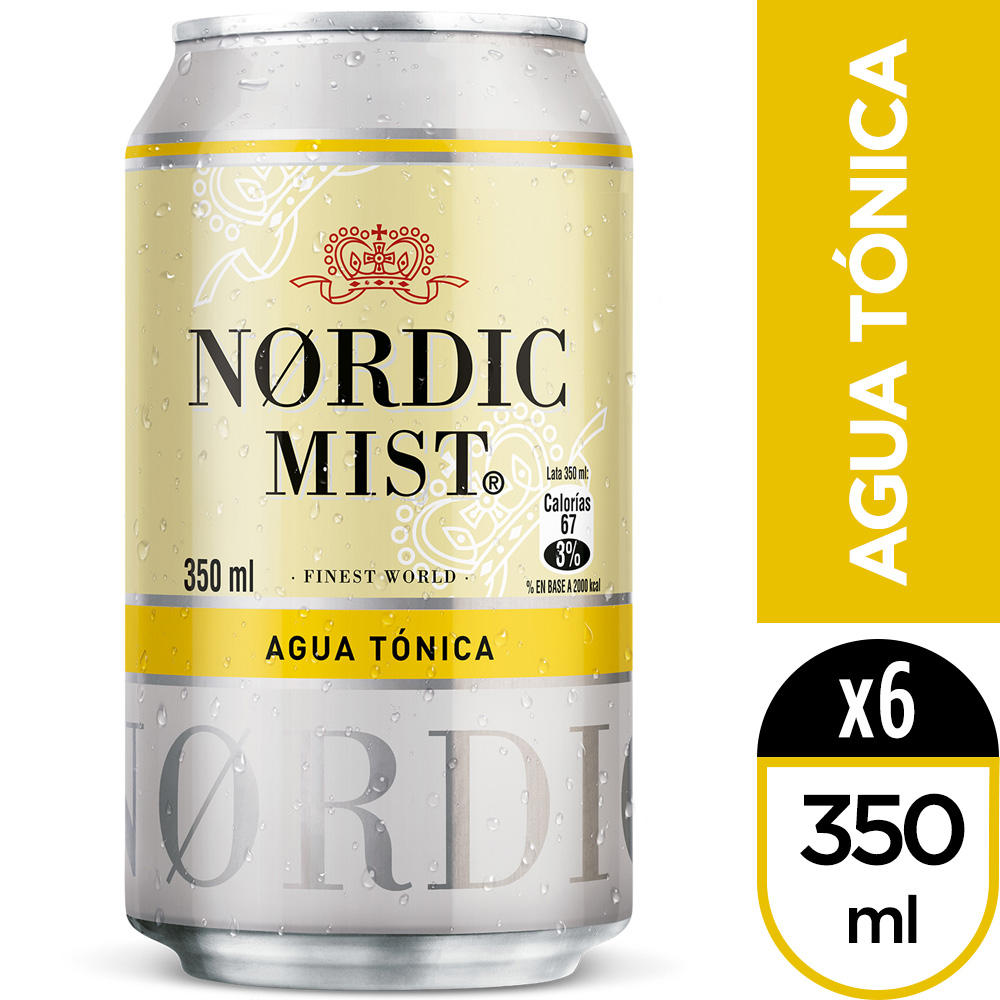 NØRDIC
MIST®
Lata 350 ml:
Calorías
67
3%
% EN BASE A 2000 kcal
350 ml
· FINEST WORLD ·
AGUA TÓNICA
NØRDIC
AGUA TÓNICA
x6
350
ml